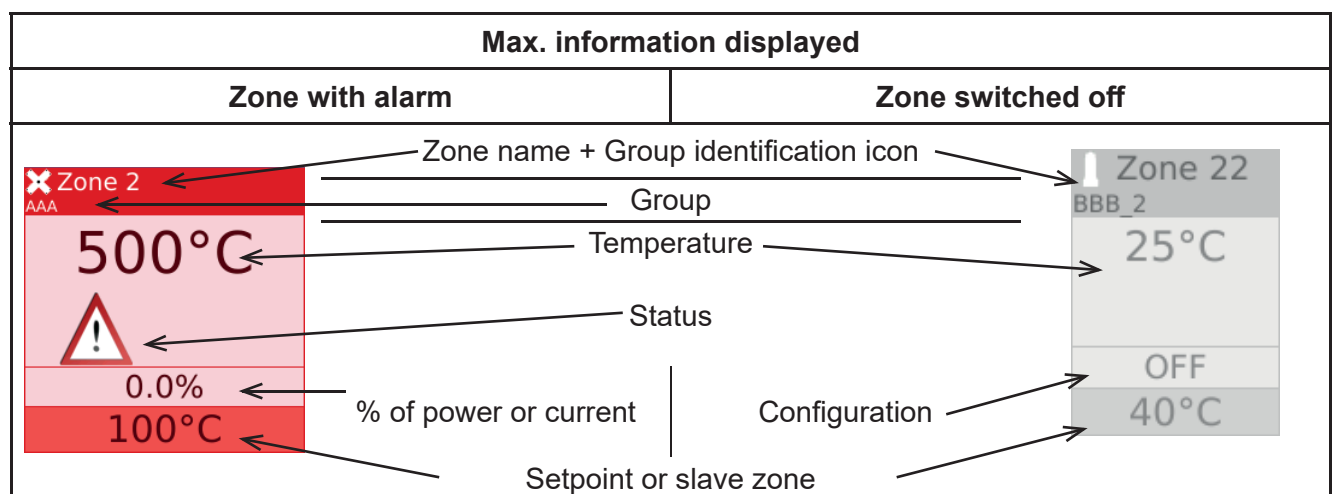 Max. information displayed
Zone with alarm
Zone switched off
Zone name + Group identification icon
Zone 2
AAA
Zone 22
BBB_2
Group
500°C
Temperature
25°C
Status
0.0%
% of power or current
Configuration
OFF
100°C
40°C
Setpoint or slave zone